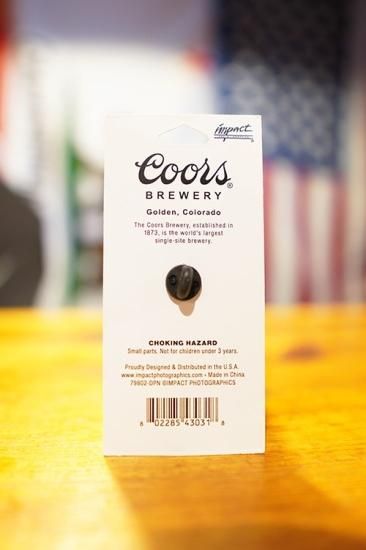 impact
Coors®
BREWERY
Golden, Colorado
The Coors Brewery, established in
1873, is the world's largest
single-site brewery.
CHOKING HAZARD
Small parts. Not for children under 3 years.
Proudly Designed & Distributed in the U.S.A.
www.impactphotographics.com • Made in China
79802-DPN ©IMPACT PHOTOGRAPHICS
8 02285 43031 8